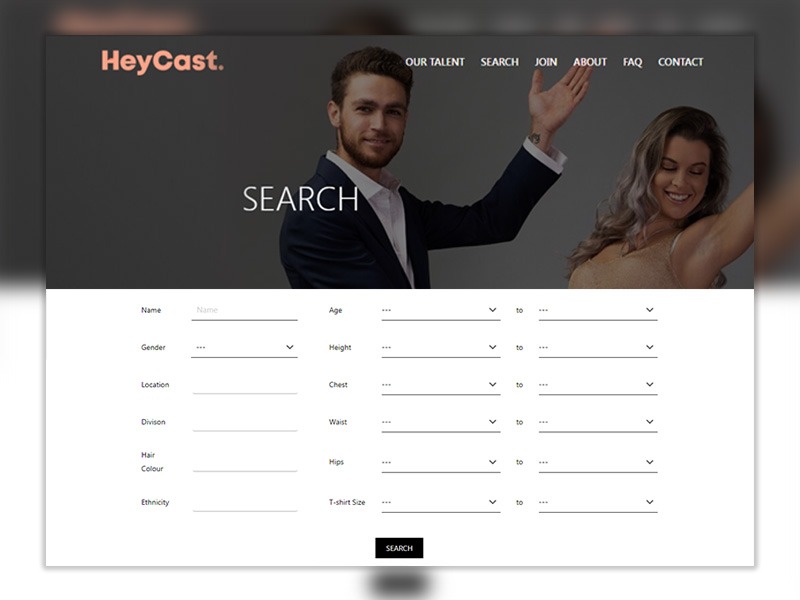 HeyCast.
OUR TALENT SEARCH JOIN ABOUT FAQ CONTACT
SEARCH
Name Name Age --- to ---
Gender --- Height --- to ---
Location Chest --- to ---
Divison Waist --- to ---
Hair
Colour Hips --- to ---
Ethnicity T-shirt Size --- to ---
SEARCH